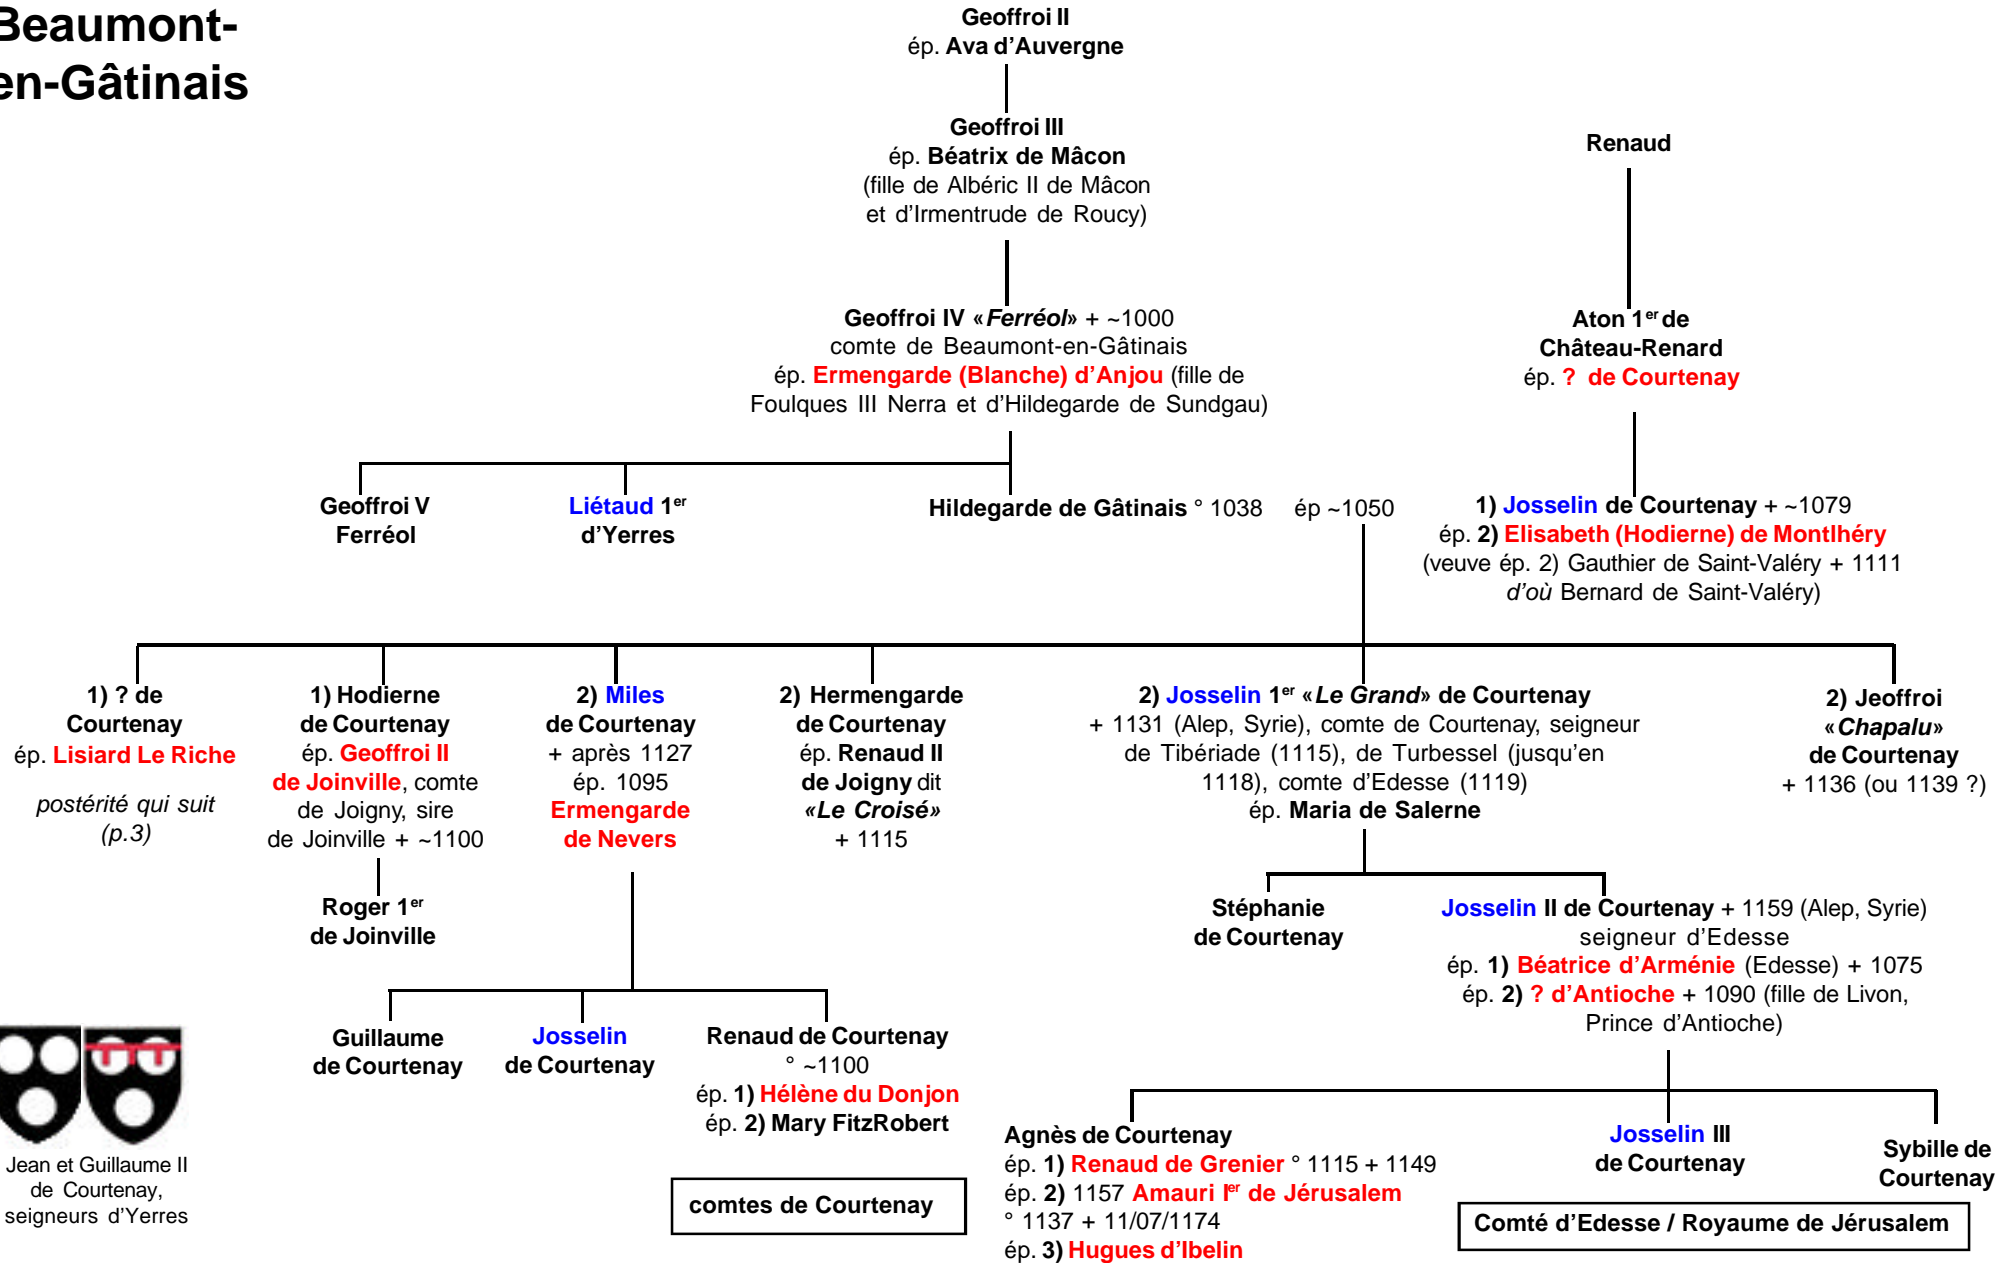 Beaumont-
en-Gâtinais
Geoffroi II
ép. Ava d’Auvergne
Geoffroi III
ép. Béatrix de Mâcon
(fille de Albéric II de Mâcon
et d’Irmentrude de Roucy)
Renaud
Geoffroi IV «Ferréol» + ~1000
comte de Beaumont-en-Gâtinais
ép. Ermengarde (Blanche) d’Anjou (fille de
Foulques III Nerra et d’Hildegarde de Sundgau)
Aton 1er de
Château-Renard
ép. ? de Courtenay
Geoffroi V
Ferréol
Liétaud 1er
d’Yerres
Hildegarde de Gâtinais ° 1038 ép ~1050
1) Josselin de Courtenay + ~1079
ép. 2) Elisabeth (Hodierne) de Montlhéry
(veuve ép. 2) Gauthier de Saint-Valéry + 1111
d’où Bernard de Saint-Valéry)
1) ? de
Courtenay
ép. Lisiard Le Riche
postérité qui suit
(p.3)
1) Hodierne
de Courtenay
ép. Geoffroi II
de Joinville, comte
de Joigny, sire
de Joinville + ~1100
2) Miles
de Courtenay
+ après 1127
ép. 1095
Ermengarde
de Nevers
2) Hermengarde
de Courtenay
ép. Renaud II
de Joigny dit
«Le Croisé»
+ 1115
2) Josselin 1er «Le Grand» de Courtenay
+ 1131 (Alep, Syrie), comte de Courtenay, seigneur
de Tibériade (1115), de Turbessel (jusqu’en
1118), comte d’Edesse (1119)
ép. Maria de Salerne
2) Jeoffroi
«Chapalu»
de Courtenay
+ 1136 (ou 1139 ?)
Roger 1er
de Joinville
Stéphanie
de Courtenay
Josselin II de Courtenay + 1159 (Alep, Syrie)
seigneur d’Edesse
ép. 1) Béatrice d’Arménie (Edesse) + 1075
ép. 2) ? d’Antioche + 1090 (fille de Livon,
Prince d’Antioche)
Guillaume
de Courtenay
Josselin
de Courtenay
Renaud de Courtenay
° ~1100
ép. 1) Hélène du Donjon
ép. 2) Mary FitzRobert
comtes de Courtenay
Agnès de Courtenay
ép. 1) Renaud de Grenier ° 1115 + 1149
ép. 2) 1157 Amauri Ier de Jérusalem
° 1137 + 11/07/1174
ép. 3) Hugues d’Ibelin
Josselin III
de Courtenay
Sybille de
Courtenay
Comté d’Edesse / Royaume de Jérusalem
Jean et Guillaume II
de Courtenay,
seigneurs d’Yerres